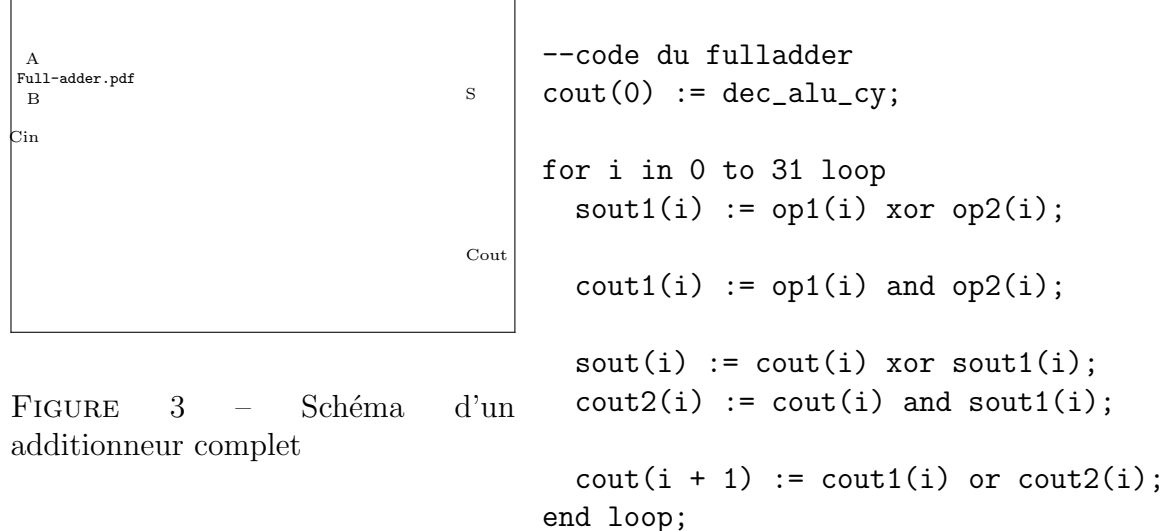 A
Full-adder.pdf
B
S
Cin
Cout
FIGURE 3 – Schéma d'un
additionneur complet
--code du fulladder
cout(0) := dec_alu_cy;
for i in 0 to 31 loop
sout1(i) := op1(i) xor op2(i);
cout1(i) := op1(i) and op2(i);
sout(i) := cout(i) xor sout1(i);
cout2(i) := cout(i) and sout1(i);
cout(i + 1) := cout1(i) or cout2(i);
end loop;